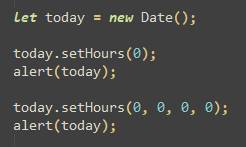 let today = new Date();
today.setHours(0);
alert(today);
today.setHours(0, 0, 0, 0);
alert(today);